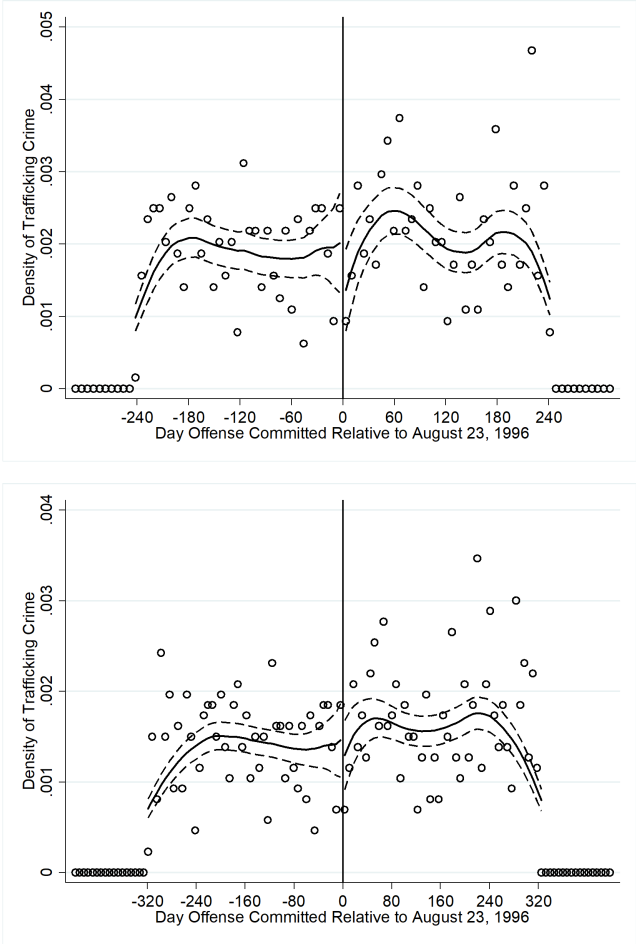 Density of Trafficking Crime
.005
.004
.003
.002
.001
0
-240 -180 -120 -60 0 60 120 180 240
Day Offense Committed Relative to August 23, 1996
Density of Trafficking Crime
.004
.003
.002
.001
0
-320 -240 -160 -80 0 80 160 240 320
Day Offense Committed Relative to August 23, 1996